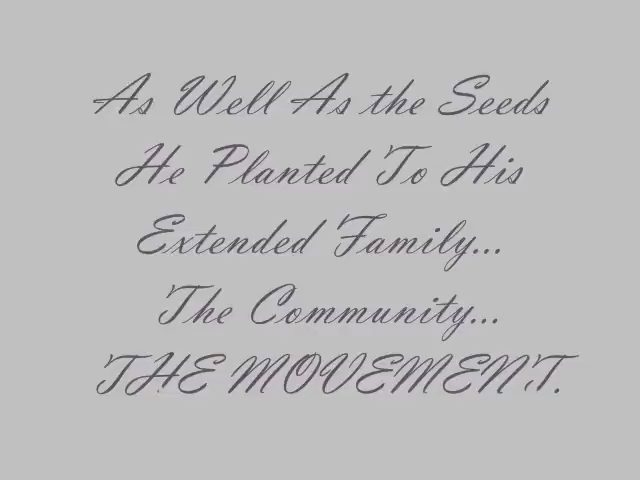 As Well As the Seeds
He Planted To His
Extended Family...
The Community...
THE MOVEMENT.